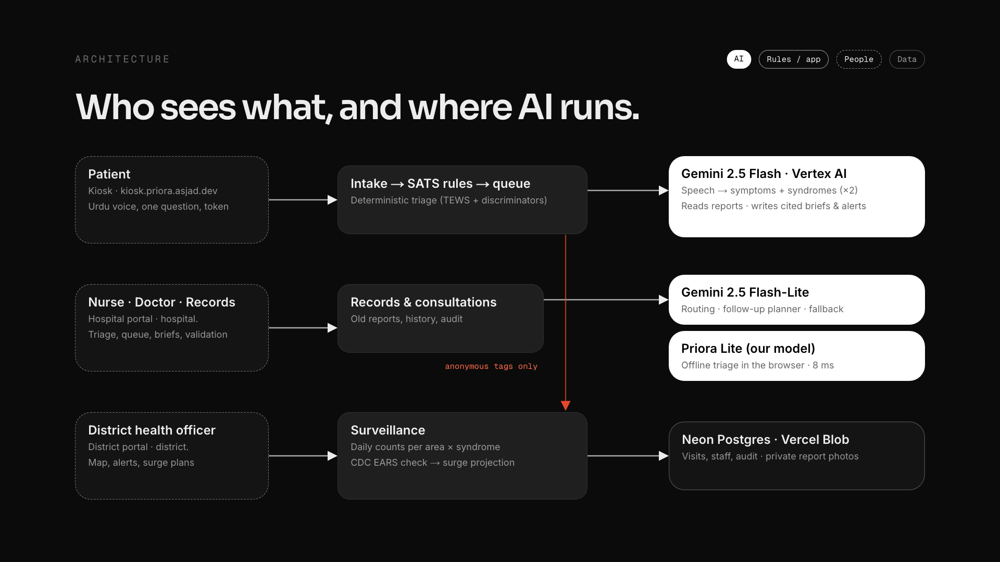 ARCHITECTURE
AI
Rules / app
People
Data
Who sees what, and where AI runs.
Patient
Kiosk · kiosk.priora.asjad.dev
Urdu voice, one question, token
Intake → SATS rules → queue
Deterministic triage (TEWS + discriminators)
Gemini 2.5 Flash · Vertex AI
Speech → symptoms + syndromes (×2)
Reads reports · writes cited briefs & alerts
Nurse · Doctor · Records
Hospital portal · hospital.
Triage, queue, briefs, validation
Records & consultations
Old reports, history, audit
Gemini 2.5 Flash-Lite
Routing · follow-up planner · fallback
Priora Lite (our model)
Offline triage in the browser · 8 ms
anonymous tags only
District health officer
District portal · district.
Map, alerts, surge plans
Surveillance
Daily counts per area × syndrome
CDC EARS check → surge projection
Neon Postgres · Vercel Blob
Visits, staff, audit · private report photos